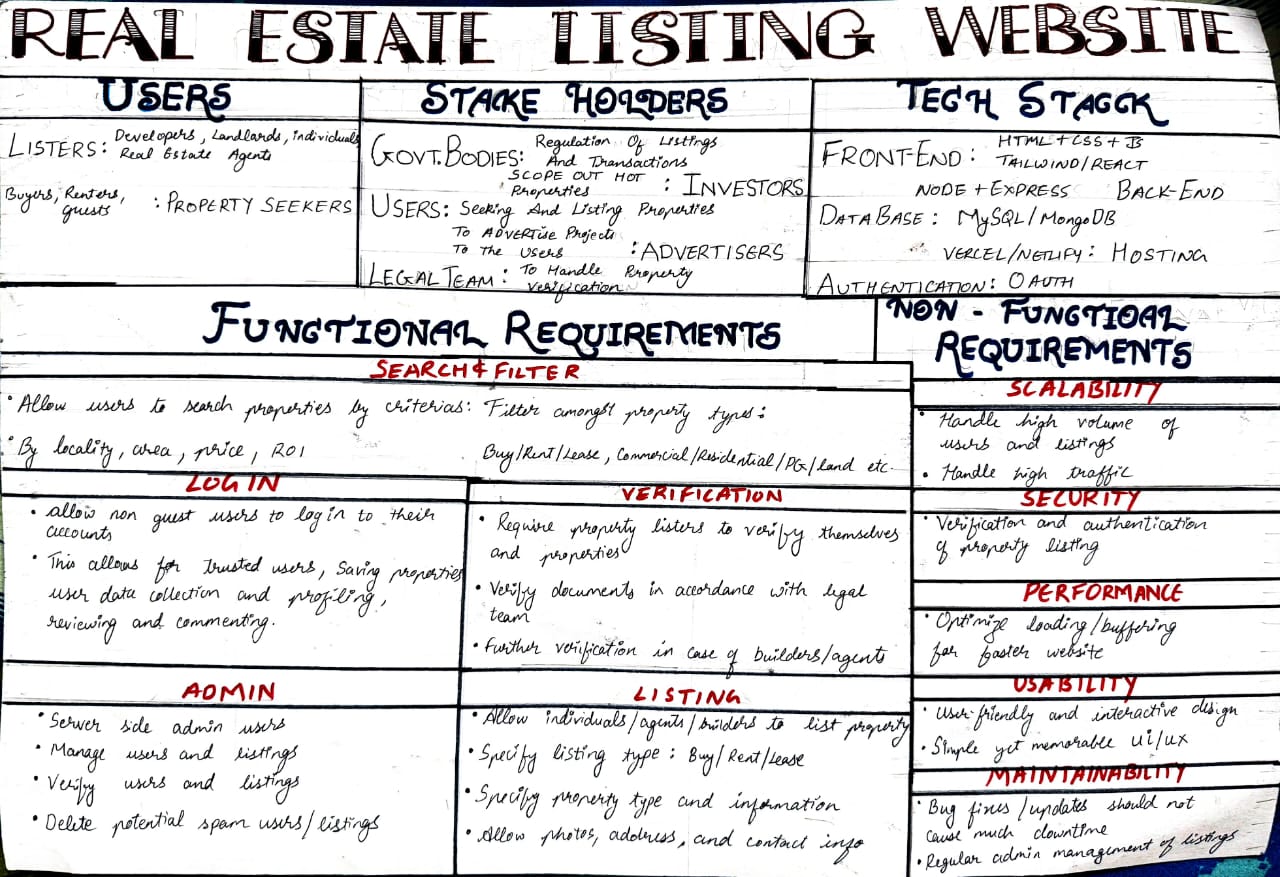 REAL ESTATE LISTING WEBSITE
USERS
LISTERS: Developers, Landlards, individuals
Real Estate Agents
Buyers, Renters,
guests : PROPERTY SEEKERS
STAKE HOLDERS
GOVT. BODIES: Regulation Of Listings
And Transactions
SCOPE OUT HOT
Properties : INVESTORS
USERS: Seeking And Listing Properties
To ADVERTise Projects
To The Users : ADVERTISERS
LEGAL TEAM: To Handle Property
Verification
TECH STACCK
FRONT-END: HTML + CSS + JS
TAILWIND/REACT
NODE + EXPRESS BACK-END
DATABASE: MySQL/MongoDB
VERCEL/NETLIFY: HOSTING
AUTHENTICATION: OAUTH
FUNCTIONAL REQUIREMENTS
SEARCH & FILTER
• Allow users to search properties by criterias: Filter amongst property types:
• By locality, area, price, ROI Buy/Rent/Lease, Commercial/Residential/PG/land etc.
LOGIN
• allow non guest users to login to their
accounts
• This allows for trusted users, Saving properties
user data collection and profiling,
reviewing and commenting.
VERIFICATION
• Require property listers to verify themselves
and properties
• Verify documents in accordance with legal
team
• Further verification in case of builders/agents
ADMIN
• Server side admin users
• Manage users and listings
• Verify users and listings
• Delete potential spam users/listings
LISTING
• Allow individuals/agents/builders to list property
• Specify listing type: Buy/Rent/Lease
• Specify property type and information
• Allow photos, address, and contact info
NON - FUNCTIOAL
REQUIREMENTS
SCALABILITY
• Handle high volume of
users and listings
• Handle high traffic
SECURITY
• Verification and authentication
of property listing
PERFORMANCE
• Optimize loading/buffering
for faster website
USABILITY
• User-friendly and interactive design
• Simple yet memorable ui/ux
MAINTAINABILITY
• Bug fixes/updates should not
cause much downtime
• Regular admin management of listings